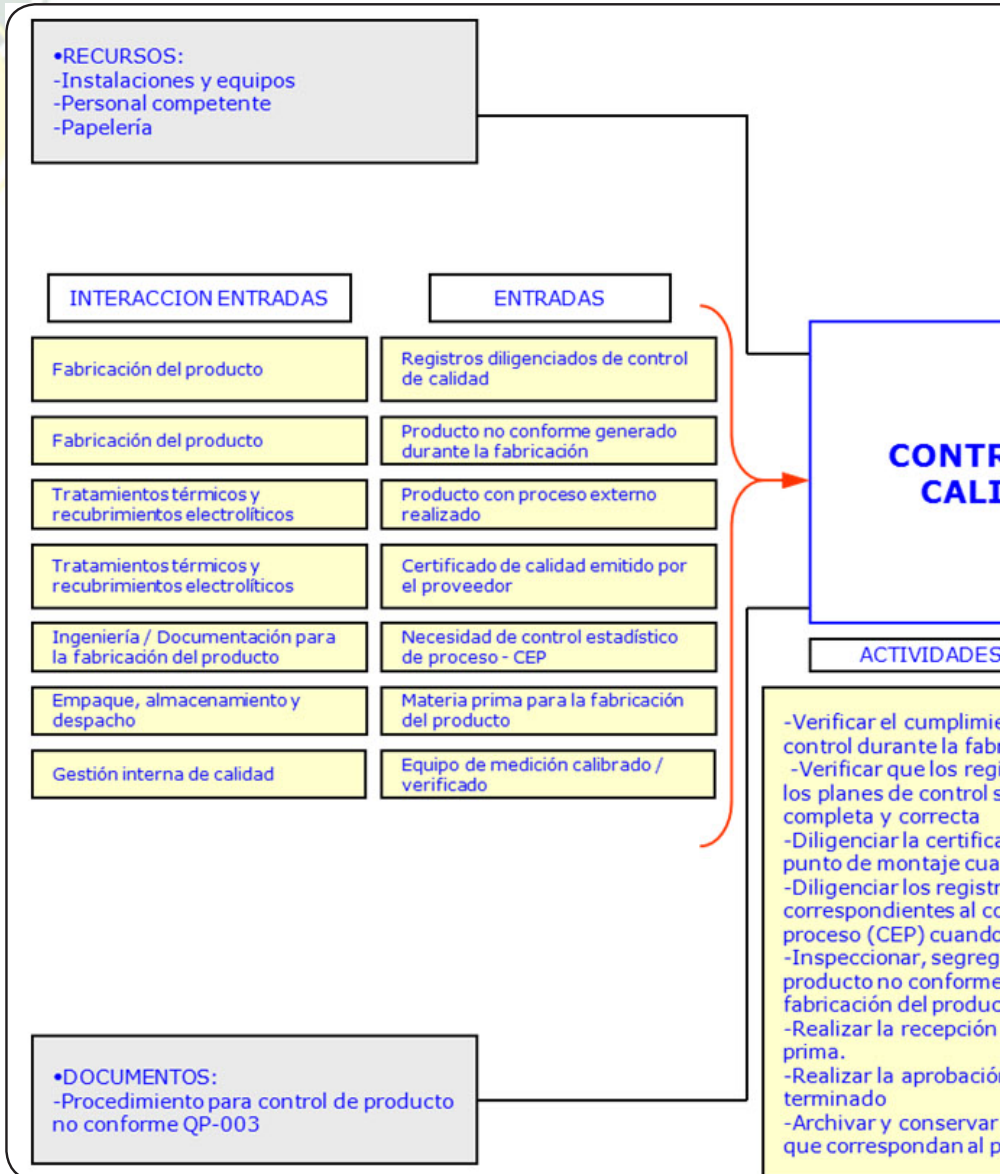 •RECURSOS:
-Instalaciones y equipos
-Personal competente
-Papelería
INTERACCION ENTRADAS
ENTRADAS
Fabricación del producto
Registros diligenciados de control
de calidad
Fabricación del producto
Producto no conforme generado
durante la fabricación
Tratamientos térmicos y
recubrimientos electrolíticos
Producto con proceso externo
realizado
Tratamientos térmicos y
recubrimientos electrolíticos
Certificado de calidad emitido por
el proveedor
Ingeniería / Documentación para
la fabricación del producto
Necesidad de control estadístico
de proceso - CEP
Empaque, almacenamiento y
despacho
Materia prima para la fabricación
del producto
Gestión interna de calidad
Equipo de medición calibrado /
verificado
•DOCUMENTOS:
-Procedimiento para control de producto
no conforme QP-003
CONTR
CALI
ACTIVIDADES
-Verificar el cumplimie
control durante la fabr
-Verificar que los regi
los planes de control s
completa y correcta
-Diligenciar la certifica
punto de montaje cua
-Diligenciar los registr
correspondientes al co
proceso (CEP) cuando
-Inspeccionar, segreg
producto no conforme
fabricación del produc
-Realizar la recepción
prima.
-Realizar la aprobación
terminado
-Archivar y conservar
que correspondan al p